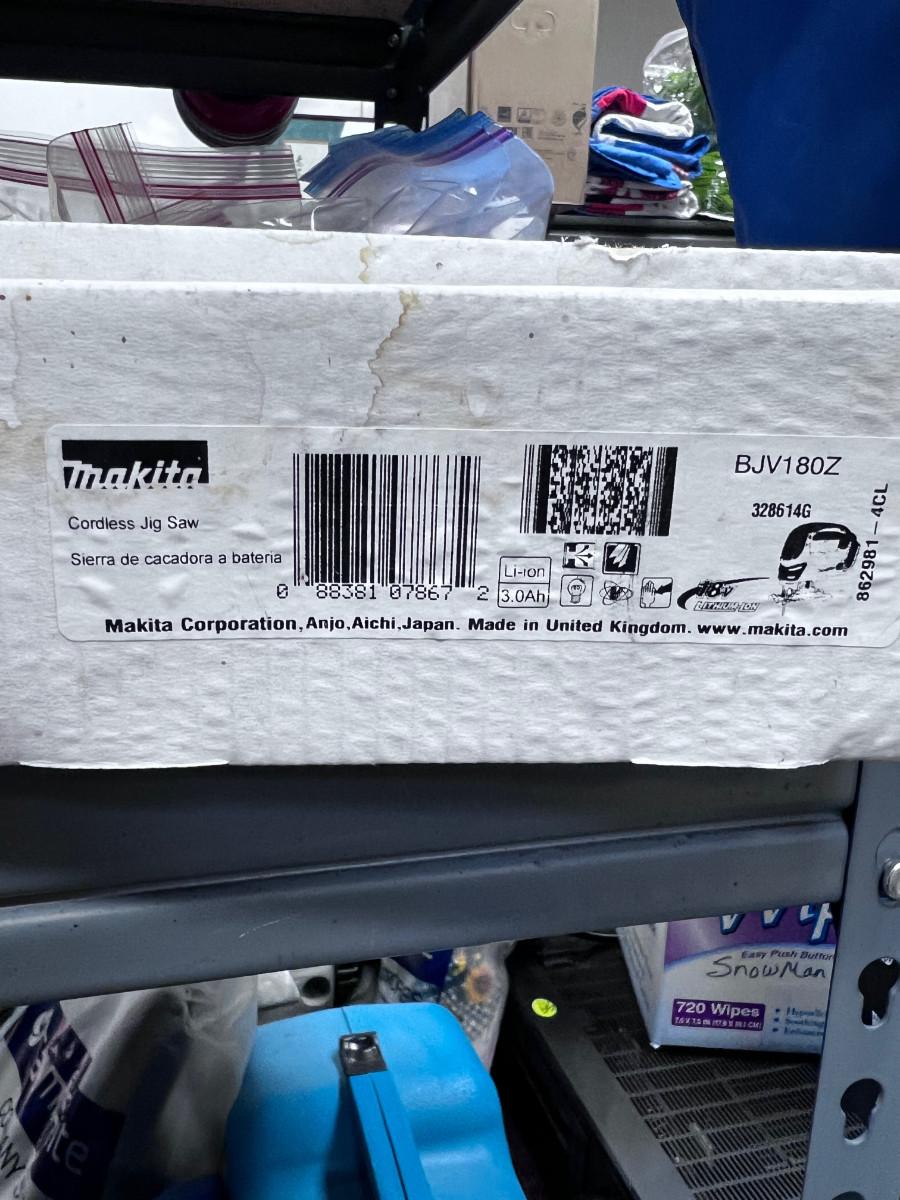 makita
Cordless Jig Saw
Sierra de cacadora a bateria
0 88381 07867 2
Li-ion
3.0Ah
BJV180Z
328614G
18V
LITHIUM-ION
862981-4CL
Makita Corporation,Anjo,Aichi,Japan. Made in United Kingdom. www.makita.com
Easy Push Button
SnowMan
720 Wipes